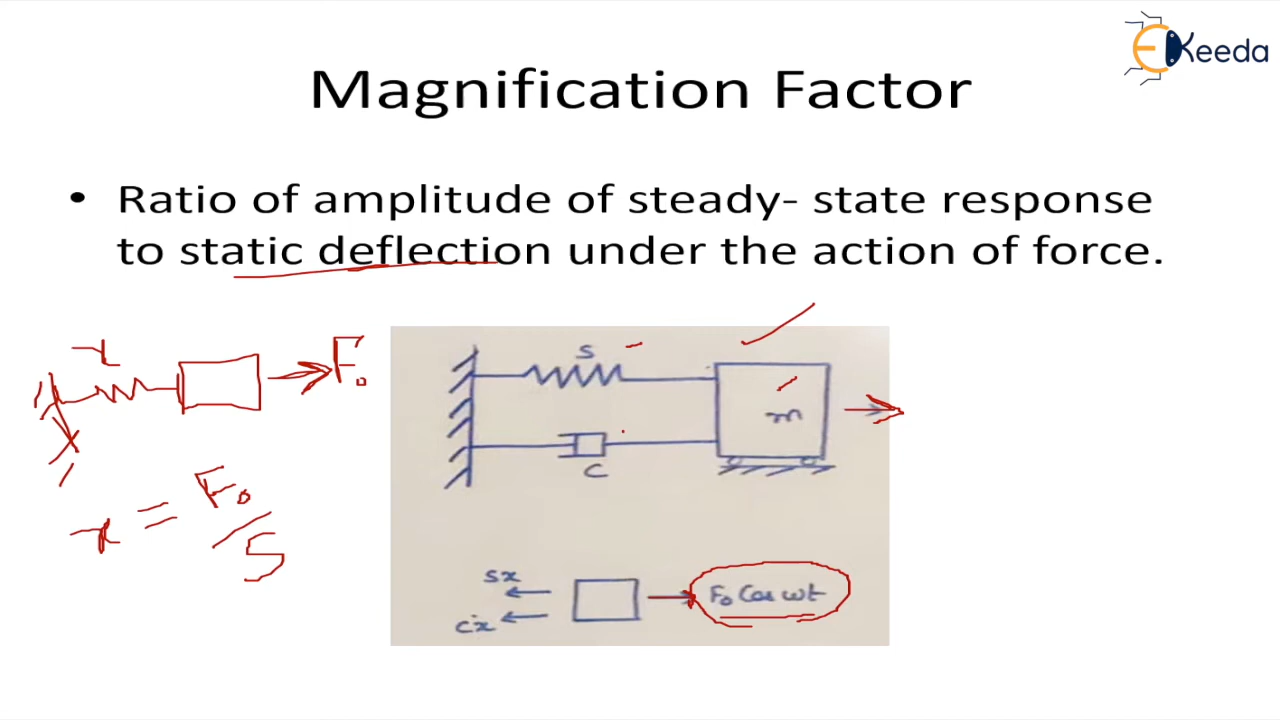 EKeeda
Magnification Factor
• Ratio of amplitude of steady- state response
to static deflection under the action of force.
x
F₀
S
m
C
x = F₀/S
sx
cẋ
F₀ Cos ωt